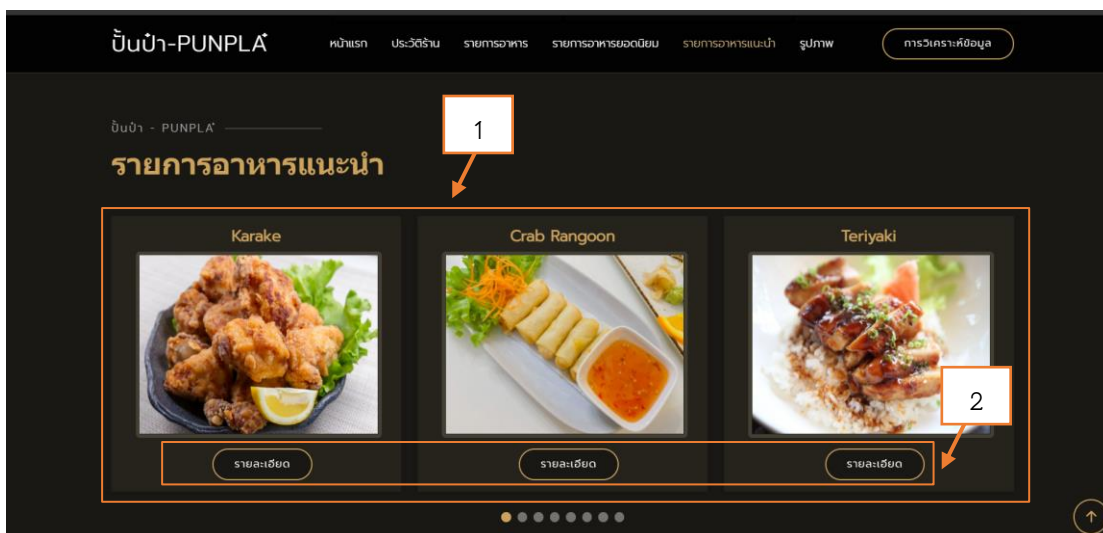 ปั้นป๋า-PUNPLA๋
หน้าแรก ประวัติร้าน รายการอาหาร รายการอาหารยอดนิยม รายการอาหารแนะนำ รูปภาพ การวิเคราะห์ข้อมูล
1
ปั้นป๋า - PUNPLA๋
รายการอาหารแนะนำ
Karake Crab Rangoon Teriyaki
2
รายละเอียด รายละเอียด รายละเอียด